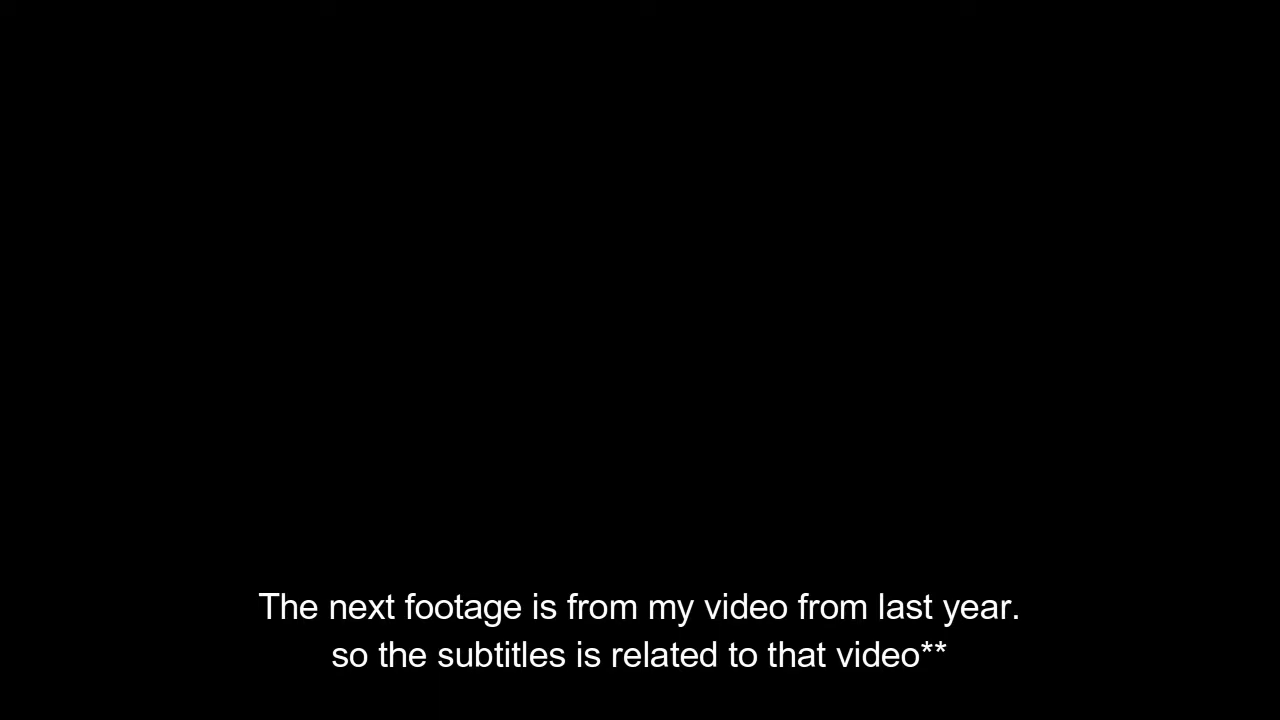 The next footage is from my video from last year.
so the subtitles is related to that video**